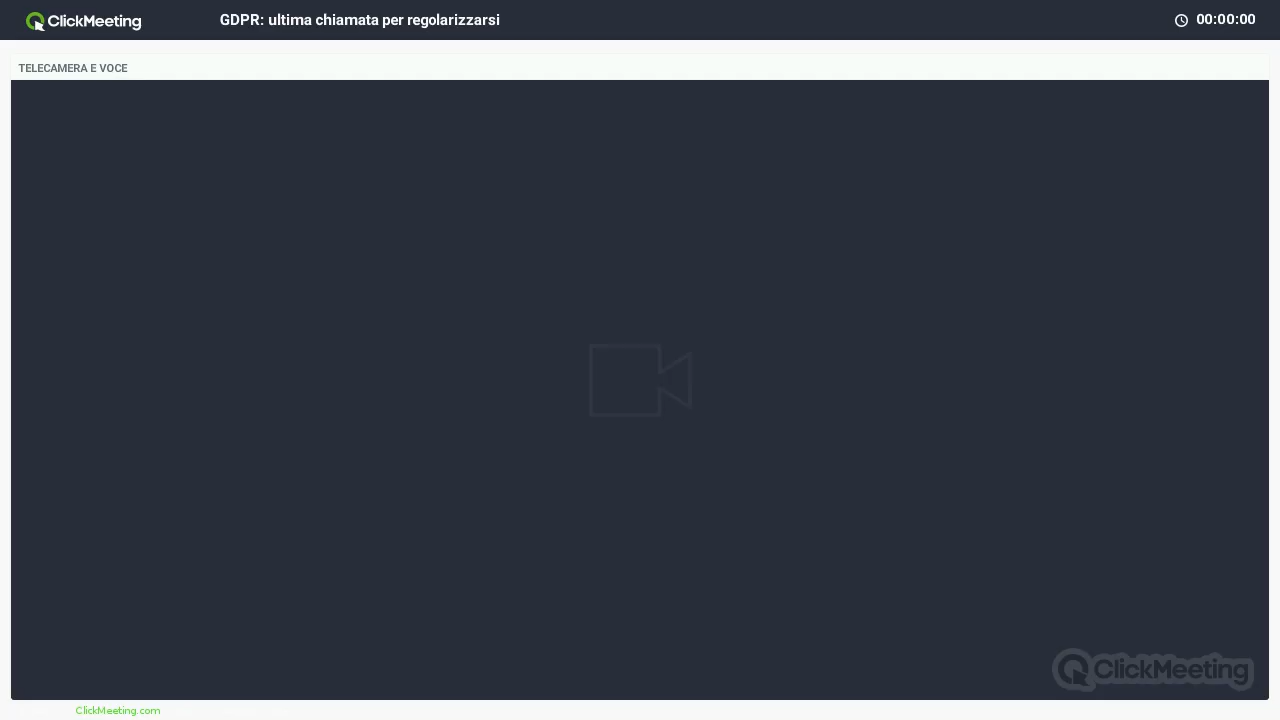 ClickMeeting
GDPR: ultima chiamata per regolarizzarsi
00:00:00
TELECAMERA E VOCE
ClickMeeting
ClickMeeting.com